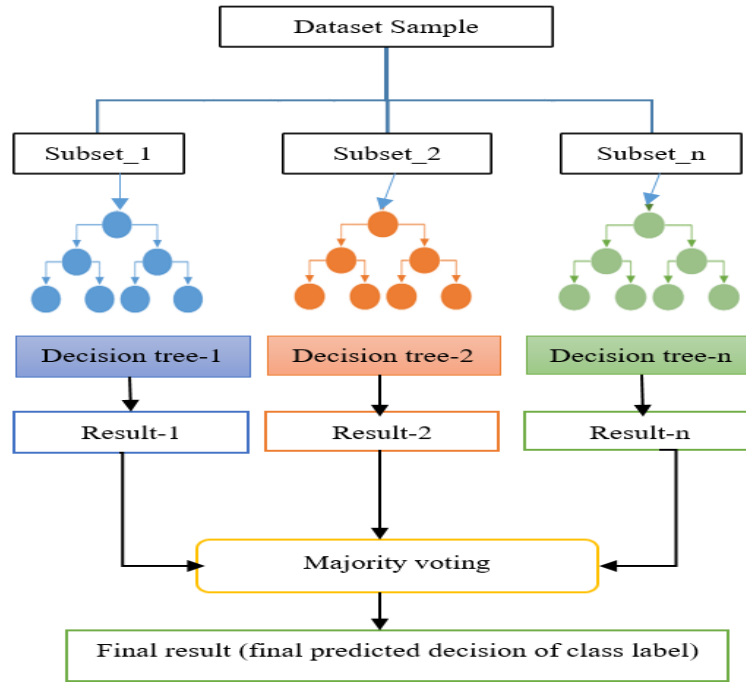 Dataset Sample
Subset_1
Subset_2
Subset_n
Decision tree-1
Decision tree-2
Decision tree-n
Result-1
Result-2
Result-n
Majority voting
Final result (final predicted decision of class label)